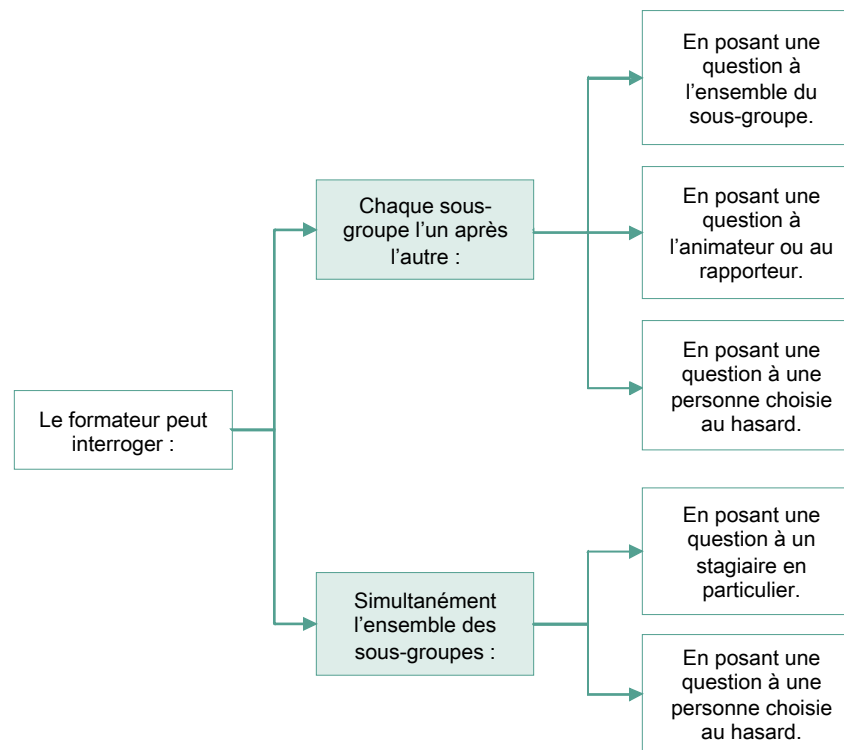 En posant une
question à
l’ensemble du
sous-groupe.
Chaque sous-
groupe l’un après
l’autre :
En posant une
question à
l’animateur ou au
rapporteur.
En posant une
question à une
personne choisie
au hasard.
Le formateur peut
interroger :
En posant une
question à un
stagiaire en
particulier.
Simultanément
l’ensemble des
sous-groupes :
En posant une
question à une
personne choisie
au hasard.